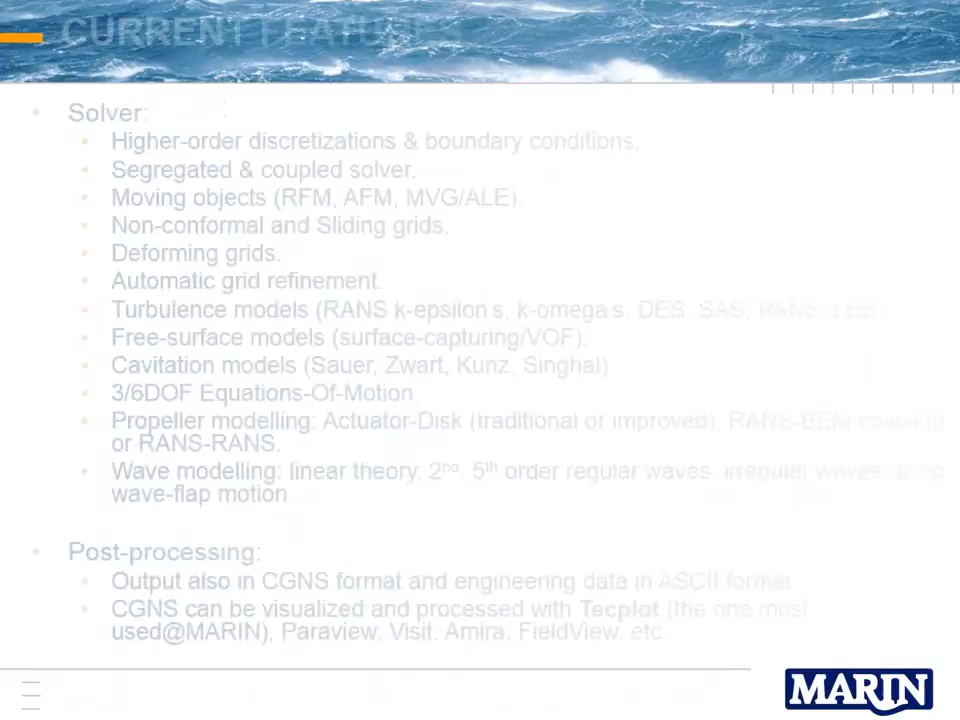 CURRENT FEATURES
• Solver:
• Higher-order discretizations & boundary conditions.
• Segregated & coupled solver.
• Moving objects (RFM, AFM, MVG/ALE).
• Non-conformal and Sliding grids.
• Deforming grids.
• Automatic grid refinement.
• Turbulence models (RANS k-epsilon's, k-omega's, DES, SAS, PANS, LES)
• Free-surface models (surface-capturing/VOF).
• Cavitation models (Sauer, Zwart, Kunz, Singhal)
• 3/6DOF Equations-Of-Motion
• Propeller modelling: Actuator-Disk (traditional or improved), RANS-BEM coupling
or RANS-RANS.
• Wave modelling: linear theory, 2nd, 5th order regular waves, irregular waves
wave-flap motion
• Post-processing:
• Output also in CGNS format and engineering data in ASCII format
• CGNS can be visualized and processed with Tecplot (the one most
used@MARIN), Paraview, Visit, Amira, FieldView, etc.
MARIN